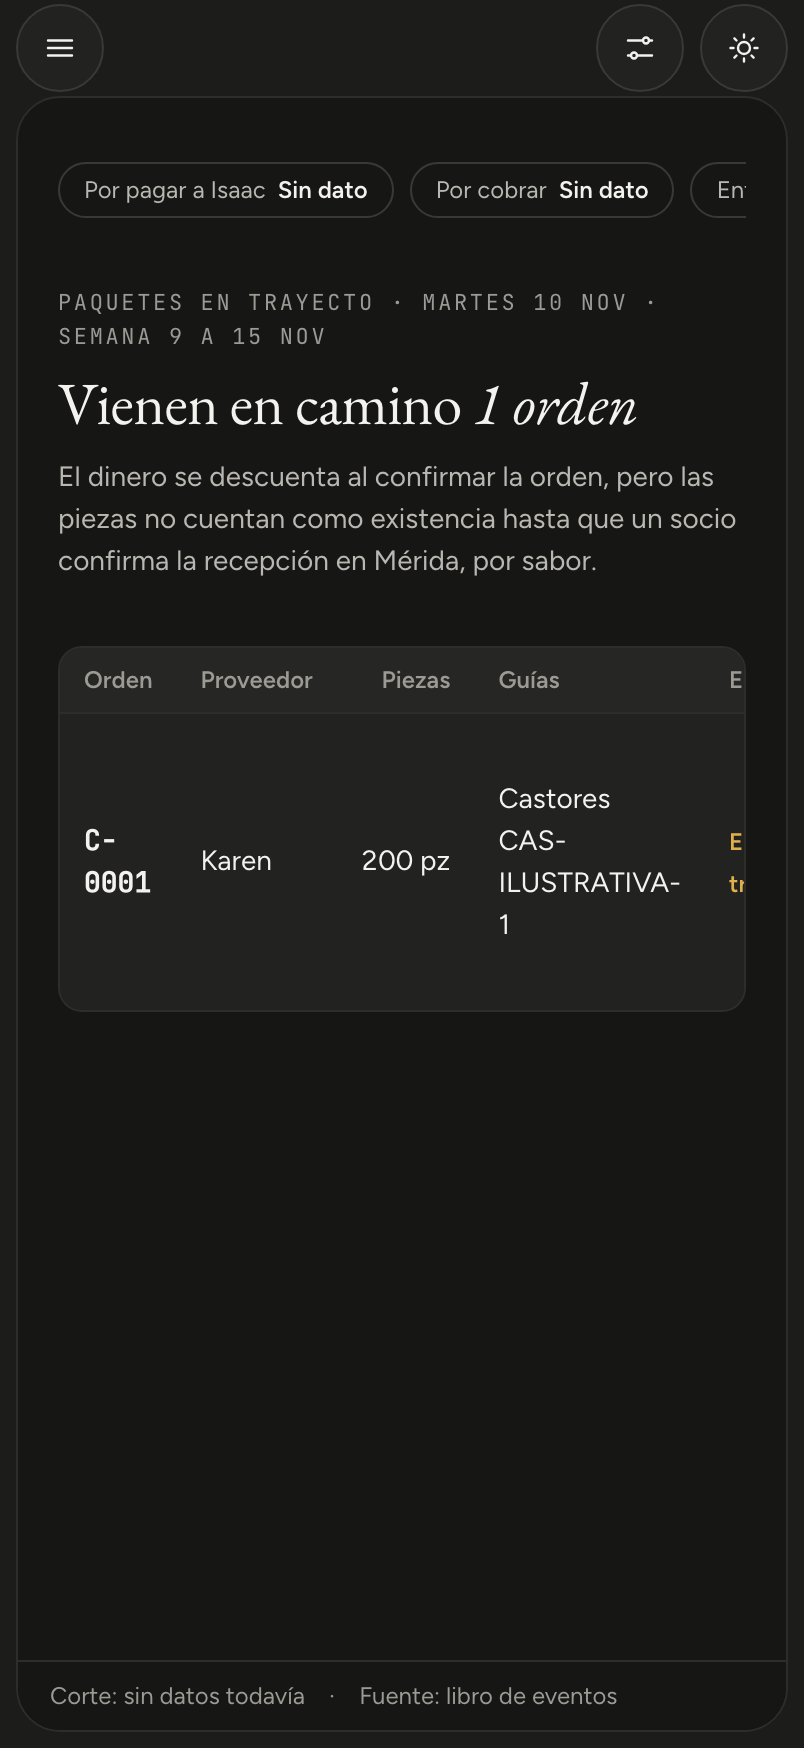 Por pagar a Isaac Sin dato
Por cobrar Sin dato
PAQUETES EN TRAYECTO · MARTES 10 NOV ·
SEMANA 9 A 15 NOV
Vienen en camino 1 orden
El dinero se descuenta al confirmar la orden, pero las
piezas no cuentan como existencia hasta que un socio
confirma la recepción en Mérida, por sabor.
Orden Proveedor Piezas Guías
C-
0001
Karen
200 pz
Castores
CAS-
ILUSTRATIVA-
1
Corte: sin datos todavía · Fuente: libro de eventos